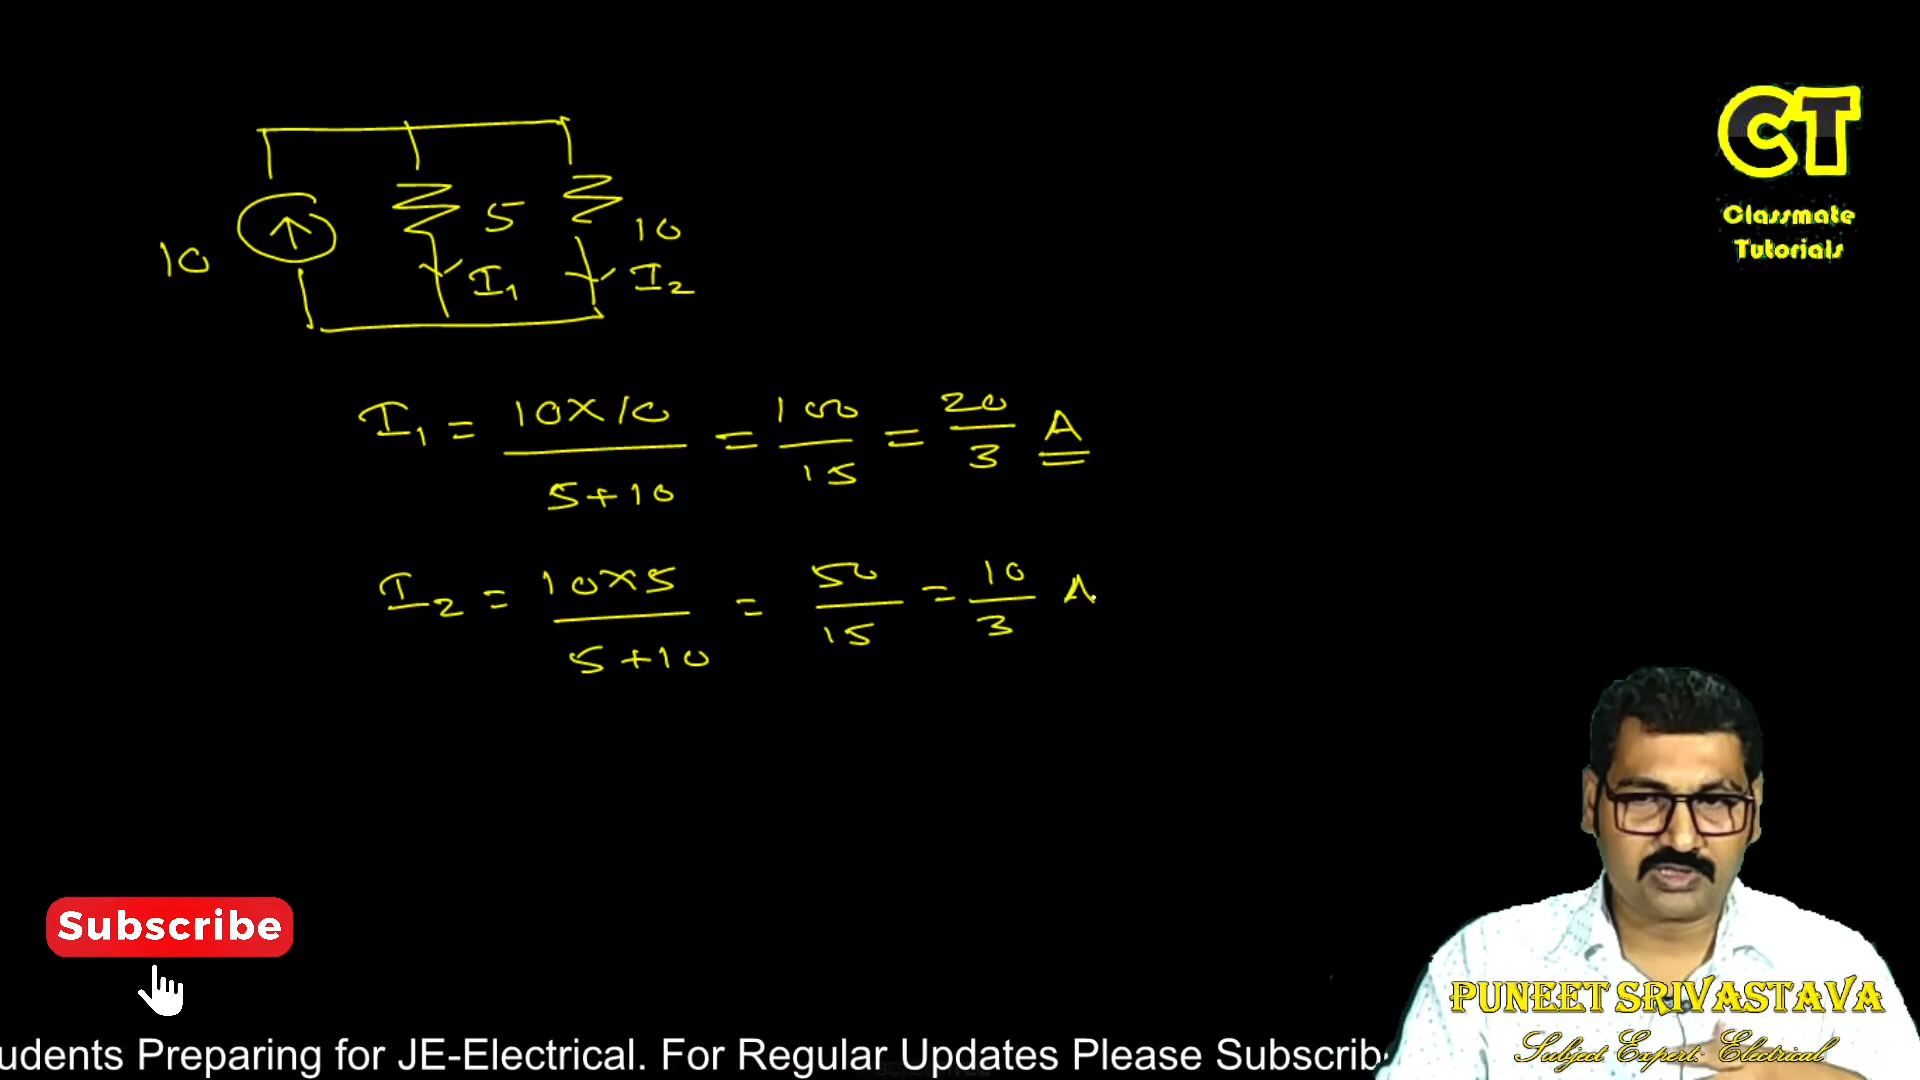 CT
Classmate
Tutorials
5
10
10
I₁
I₂
I₁ = 10×10 / 5+10 = 100 / 15 = 20 / 3 A
I₂ = 10×5 / 5+10 = 50 / 15 = 10 / 3 A
Subscribe
PUNEET SRIVASTAVA
Subject Expert: Electrical
udents Preparing for JE-Electrical. For Regular Updates Please Subscrib